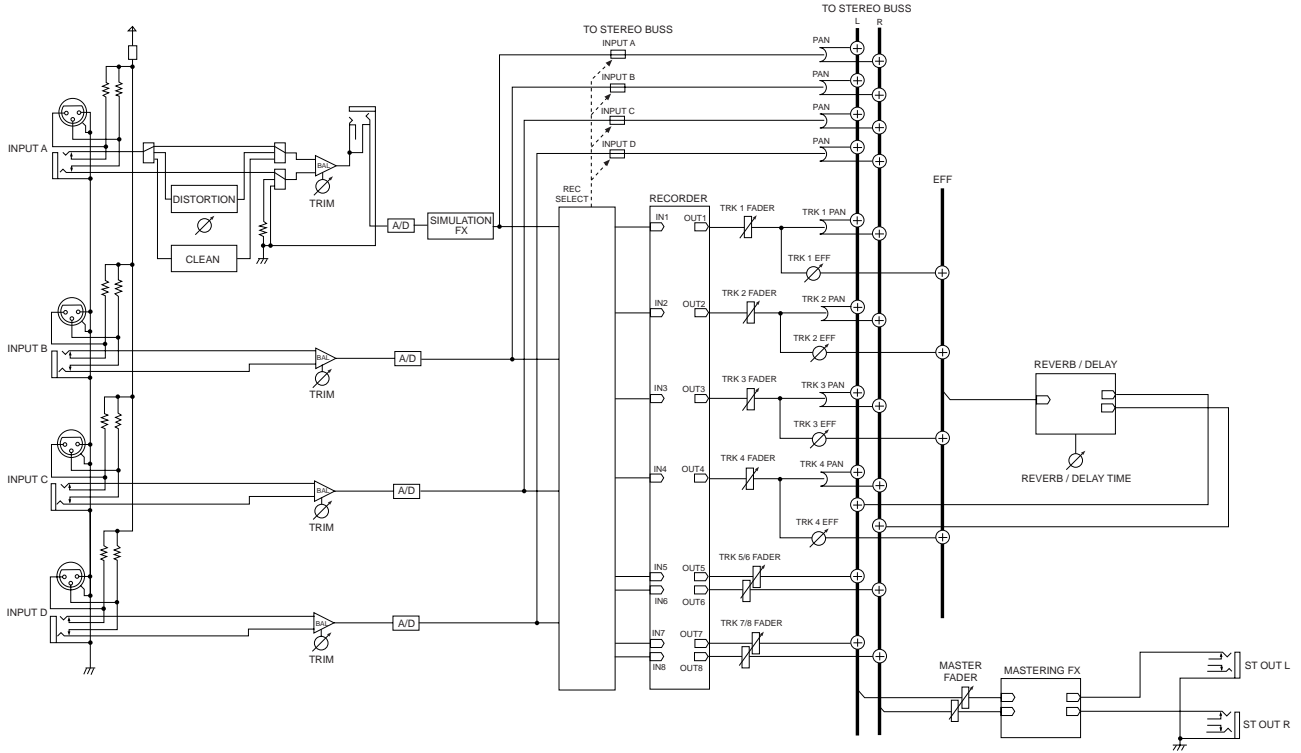 TO STEREO BUSS
L R
TO STEREO BUSS
INPUT A
PAN
INPUT B
PAN
INPUT C
PAN
INPUT D
PAN
INPUT A
BAL
TRIM
DISTORTION
CLEAN
A/D
SIMULATION
FX
REC
SELECT
RECORDER
EFF
IN1
OUT1
TRK 1 FADER
TRK 1 PAN
TRK 1 EFF
IN2
OUT2
TRK 2 FADER
TRK 2 PAN
TRK 2 EFF
INPUT B
BAL
TRIM
A/D
IN3
OUT3
TRK 3 FADER
TRK 3 PAN
TRK 3 EFF
REVERB / DELAY
REVERB / DELAY TIME
INPUT C
BAL
TRIM
A/D
IN4
OUT4
TRK 4 FADER
TRK 4 PAN
TRK 4 EFF
IN5
OUT5
TRK 5/6 FADER
IN6
OUT6
INPUT D
BAL
TRIM
A/D
IN7
OUT7
TRK 7/8 FADER
IN8
OUT8
MASTER
FADER
MASTERING FX
ST OUT L
ST OUT R